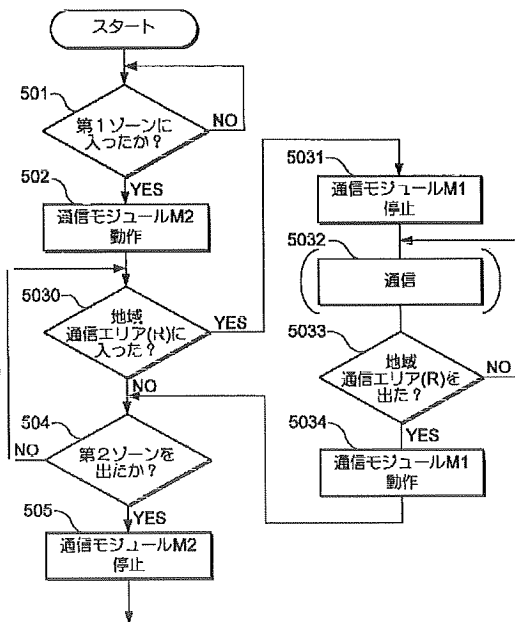 スタート
501
第1ゾーンに
入ったか?
NO
YES
502
通信モジュールM2
動作
5030
地域
通信エリア(R)に
入った?
YES
NO
504
第2ゾーンを
出たか?
NO
YES
505
通信モジュールM2
停止
5031
通信モジュールM1
停止
5032
通信
5033
地域
通信エリア(R)を
出た?
NO
YES
5034
通信モジュールM1
動作